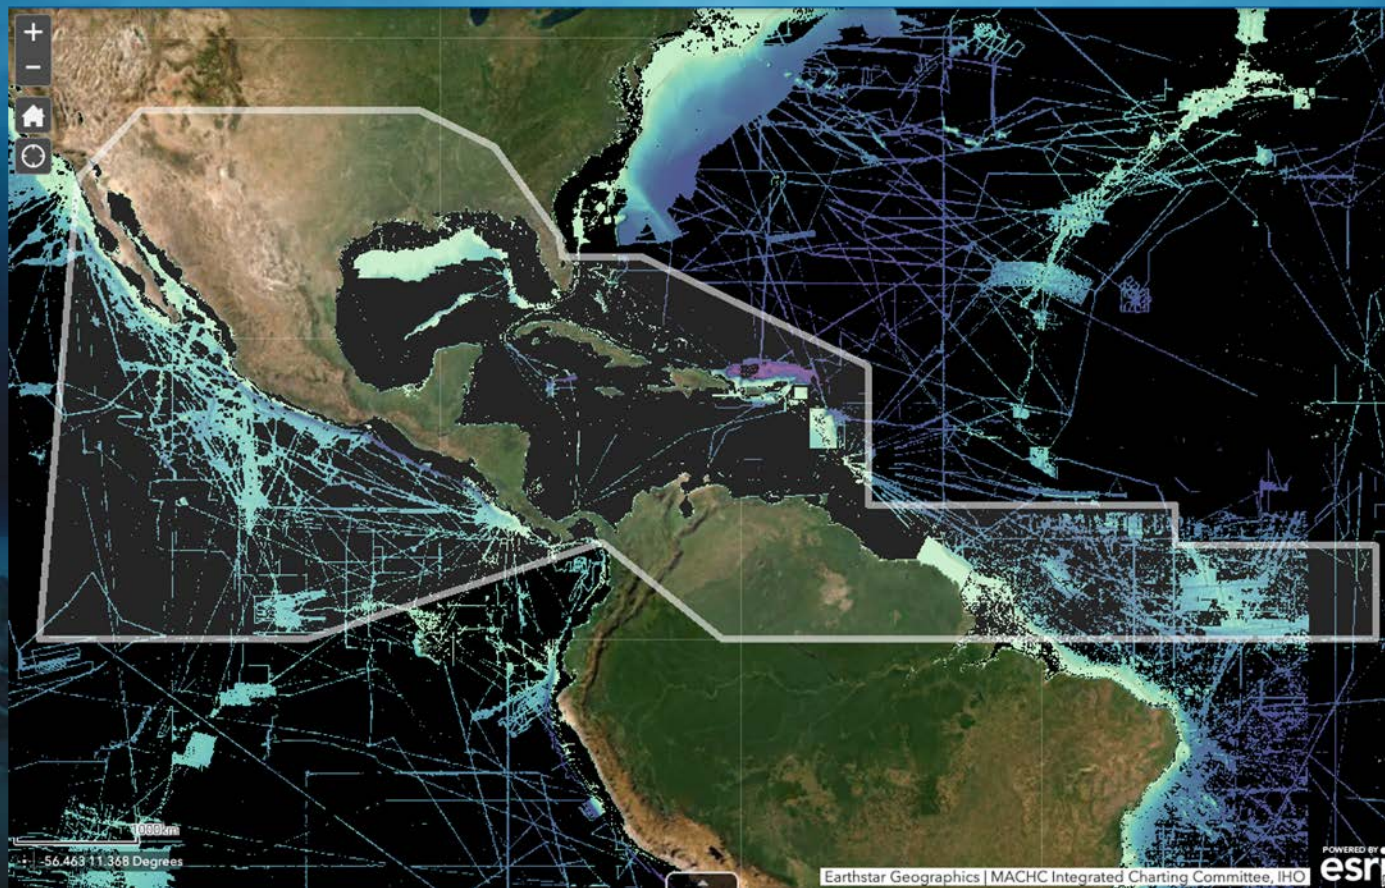 +
−
1000km
-56.463 11.368 Degrees
Earthstar Geographics | MACHC Integrated Charting Committee, IHO
POWERED BY
esri